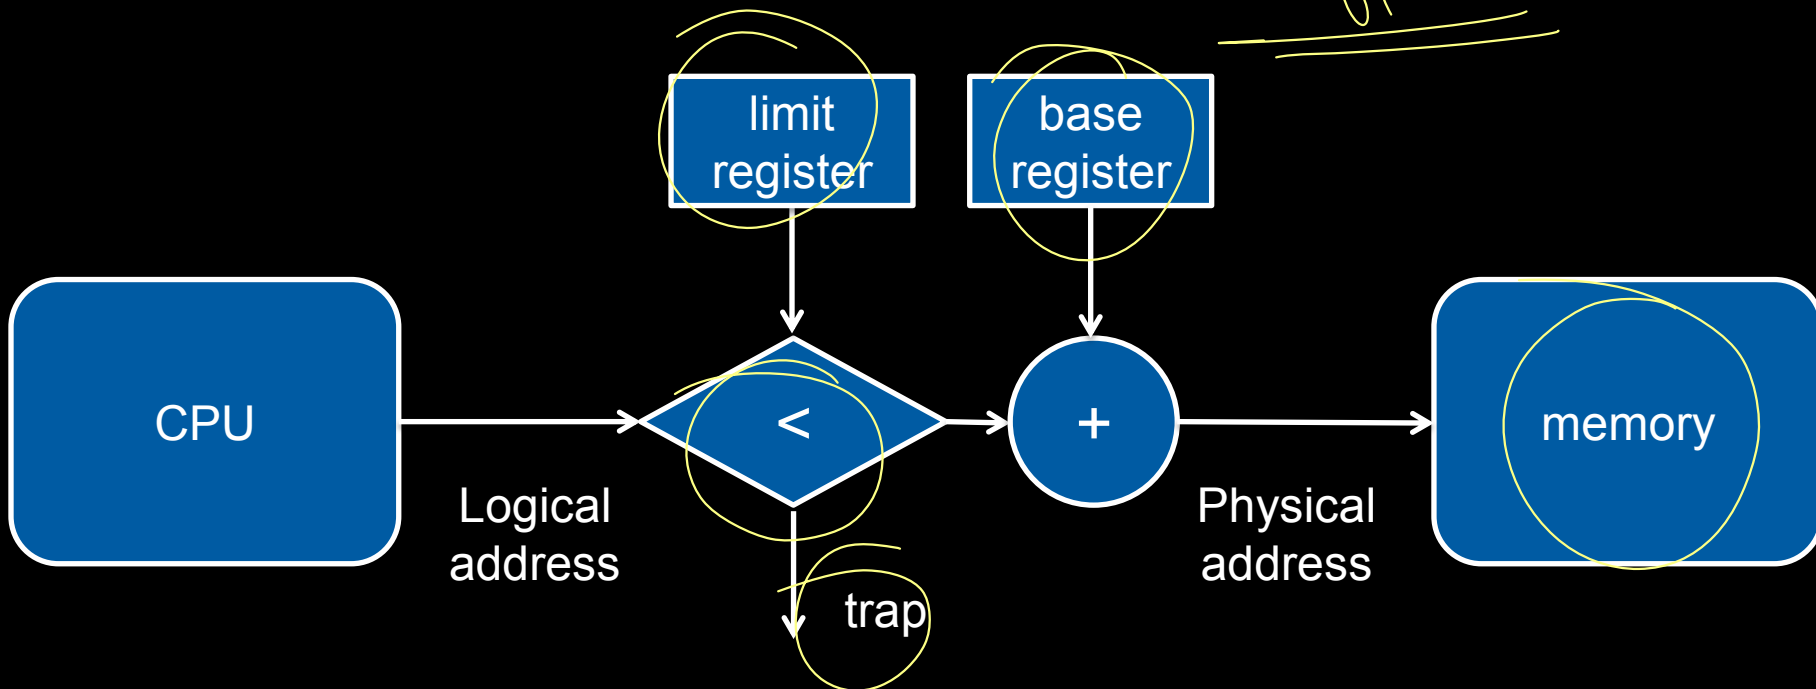 limit
register
base
register
CPU
<
+
memory
Logical
address
Physical
address
trap